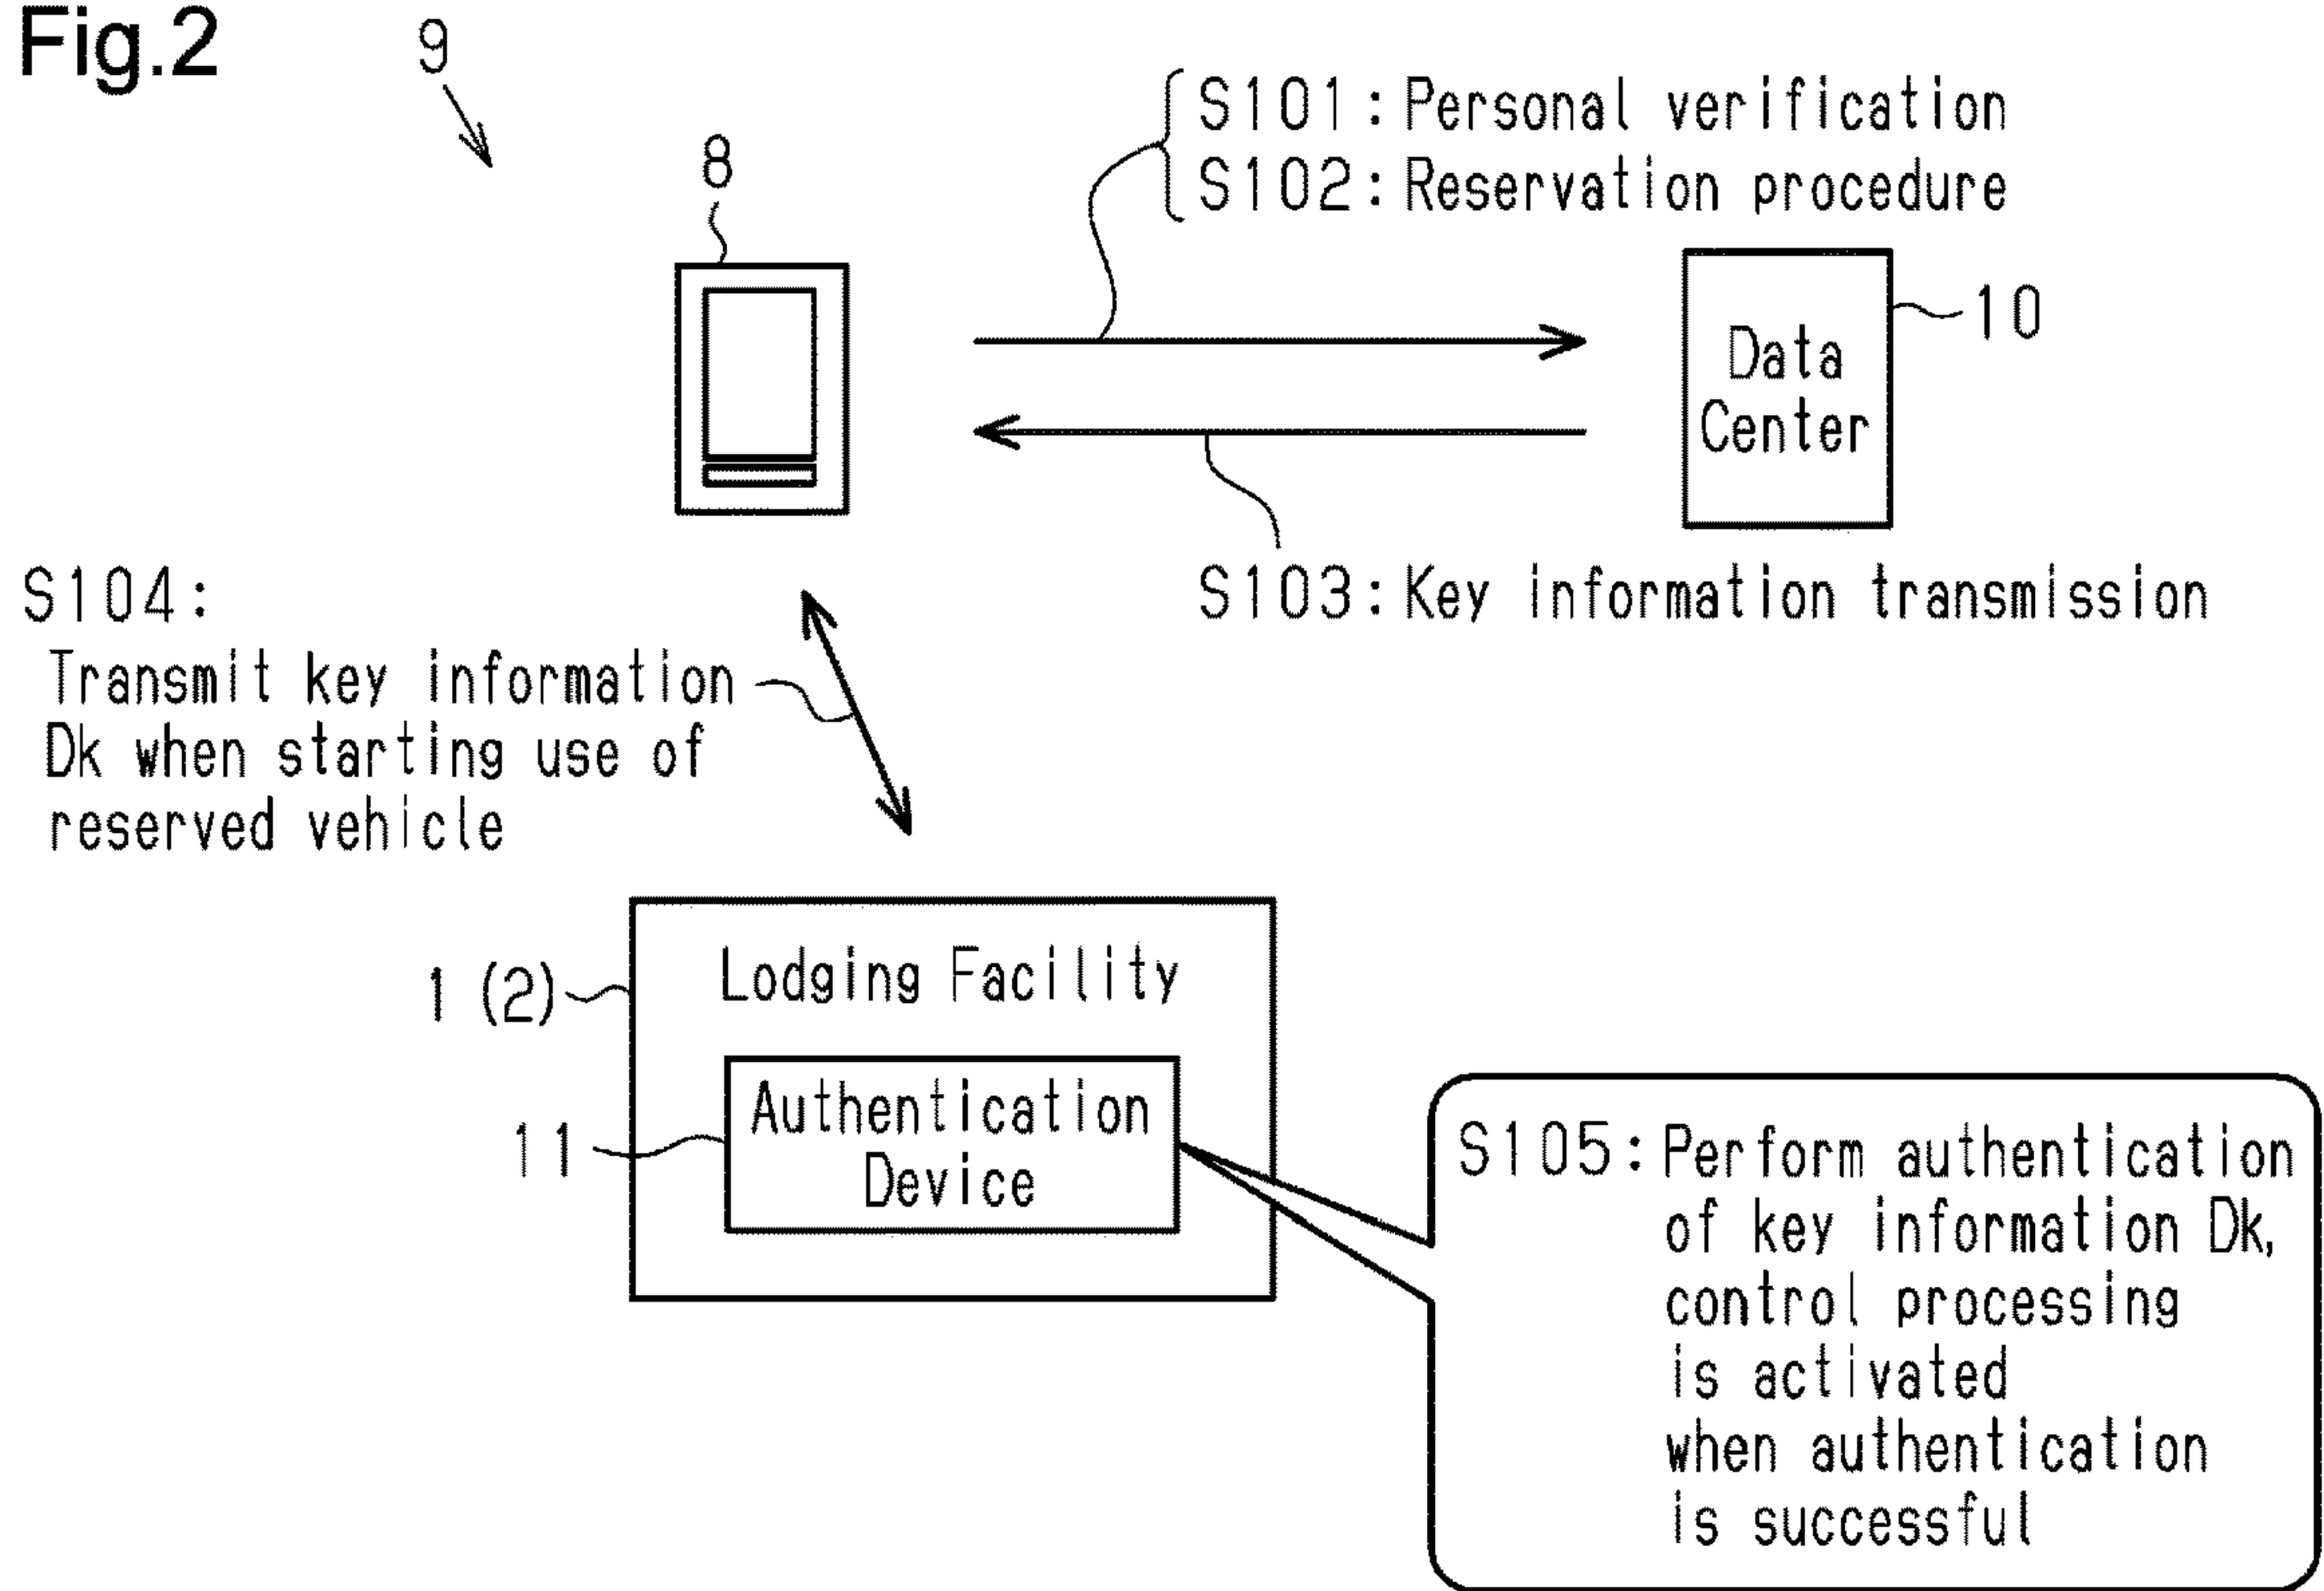 Fig.2
9
8
S101:Personal verification
S102:Reservation procedure
Data
Center
10
S103:Key information transmission
S104:
Transmit key information
Dk when starting use of
reserved vehicle
1 (2)
Lodging Facility
11
Authentication
Device
S105:Perform authentication
of key information Dk,
control processing
is activated
when authentication
is successful